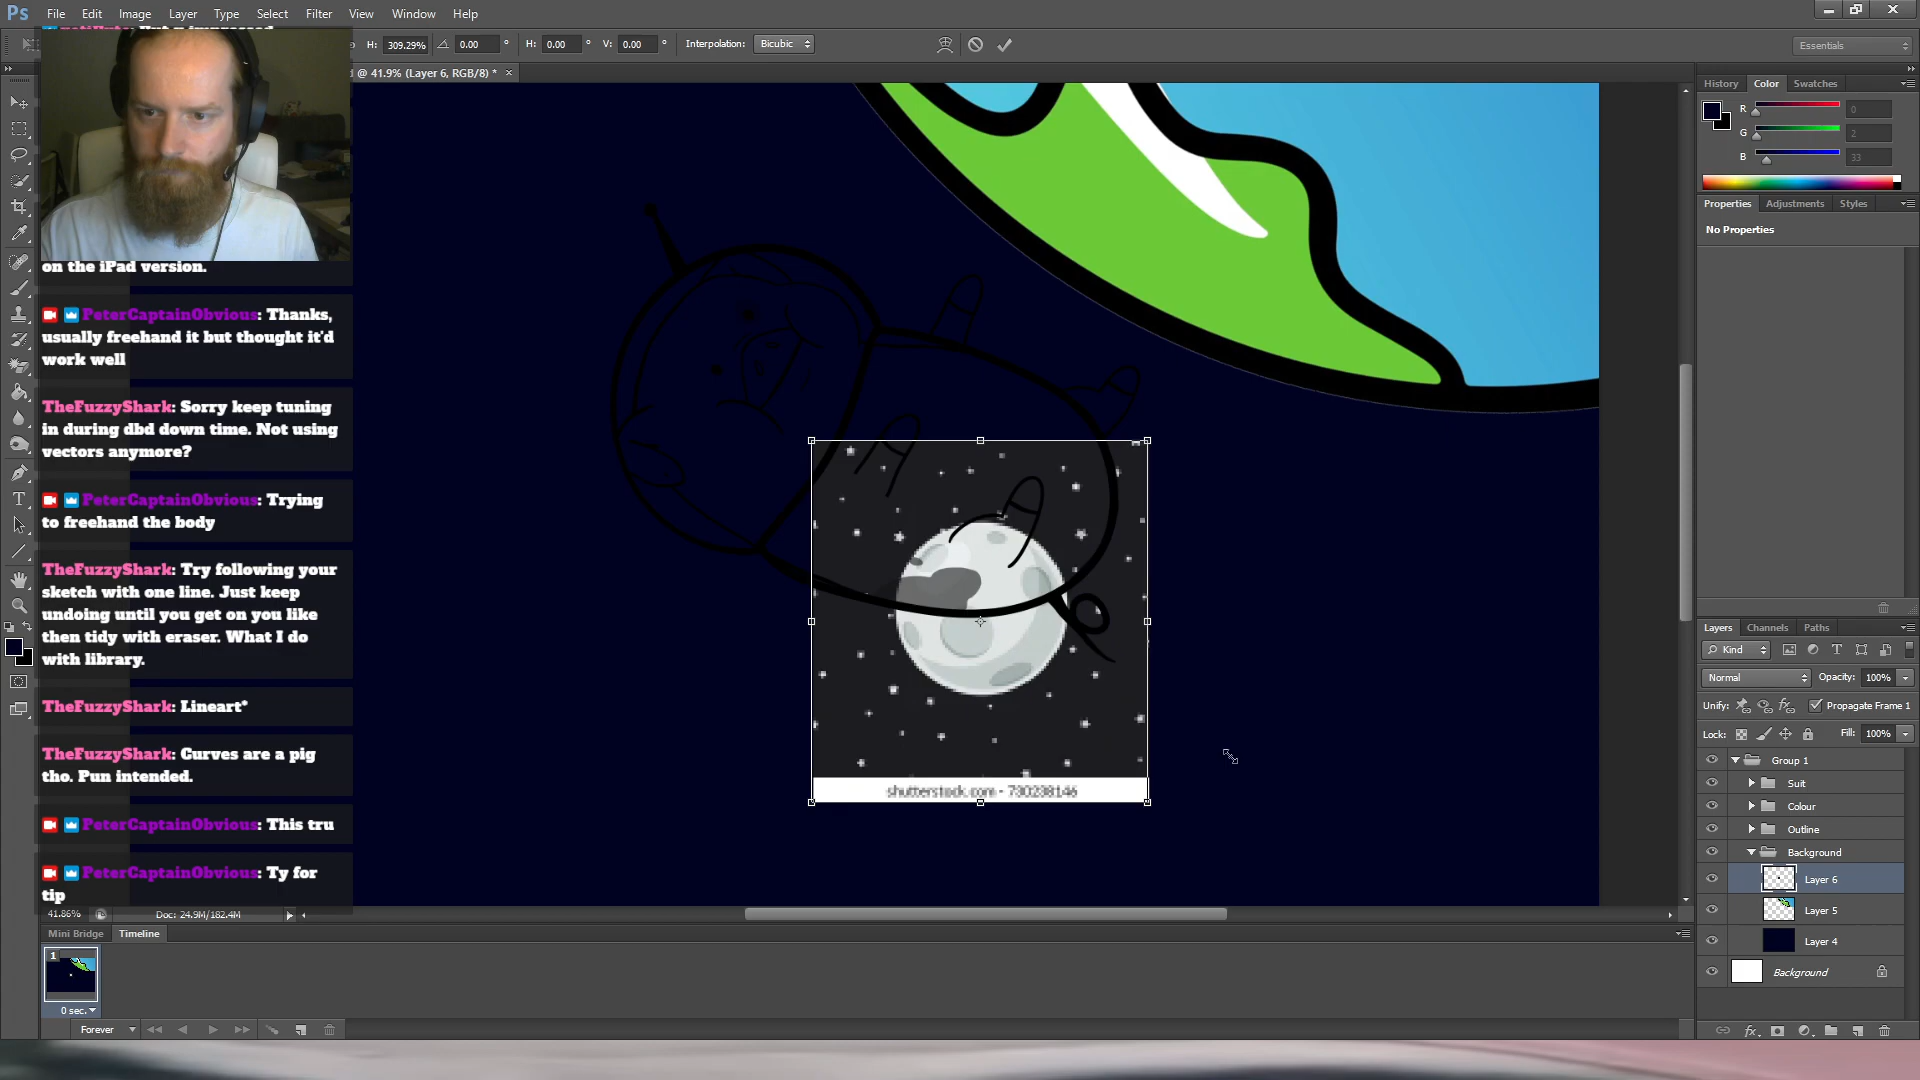 Ps File Edit Image Layer Type Select Filter View Window Help
H: 309.29% 0.00 ° H: 0.00 ° V: 0.00 ° Interpolation: Bicubic Essentials
@ 41.9% (Layer 6, RGB/8) * ×
on the iPad version.
PeterCaptainObvious: Thanks,
usually freehand it but thought it'd
work well
TheFuzzyShark: Sorry keep tuning
in during dbd down time. Not using
vectors anymore?
PeterCaptainObvious: Trying
to freehand the body
TheFuzzyShark: Try following your
sketch with one line. Just keep
undoing until you get on you like
then tidy with eraser. What I do
with library.
TheFuzzyShark: Lineart*
TheFuzzyShark: Curves are a pig
tho. Pun intended.
PeterCaptainObvious: This tru
PeterCaptainObvious: Ty for
tip
shutterstock.com · 730238146
41.86% Doc: 24.9M/182.4M
Mini Bridge Timeline
1
0 sec.
Forever
History Color Swatches
R 0
G 2
B 33
Properties Adjustments Styles
No Properties
Layers Channels Paths
Kind
Normal Opacity: 100%
Unify: Propagate Frame 1
Lock: Fill: 100%
Group 1
Suit
Colour
Outline
Background
Layer 6
Layer 5
Layer 4
Background